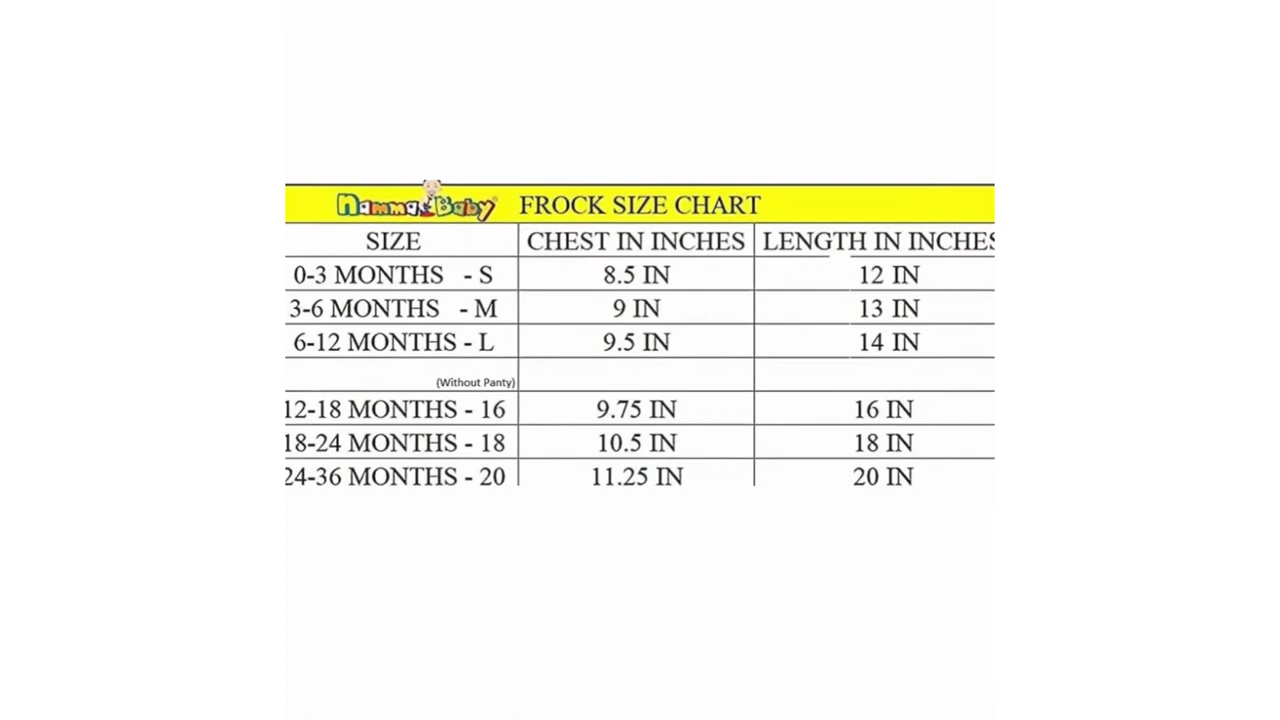 namma Baby® FROCK SIZE CHART
SIZE CHEST IN INCHES LENGTH IN INCHES
0-3 MONTHS - S 8.5 IN 12 IN
3-6 MONTHS - M 9 IN 13 IN
6-12 MONTHS - L 9.5 IN 14 IN
(Without Panty)
12-18 MONTHS - 16 9.75 IN 16 IN
18-24 MONTHS - 18 10.5 IN 18 IN
24-36 MONTHS - 20 11.25 IN 20 IN